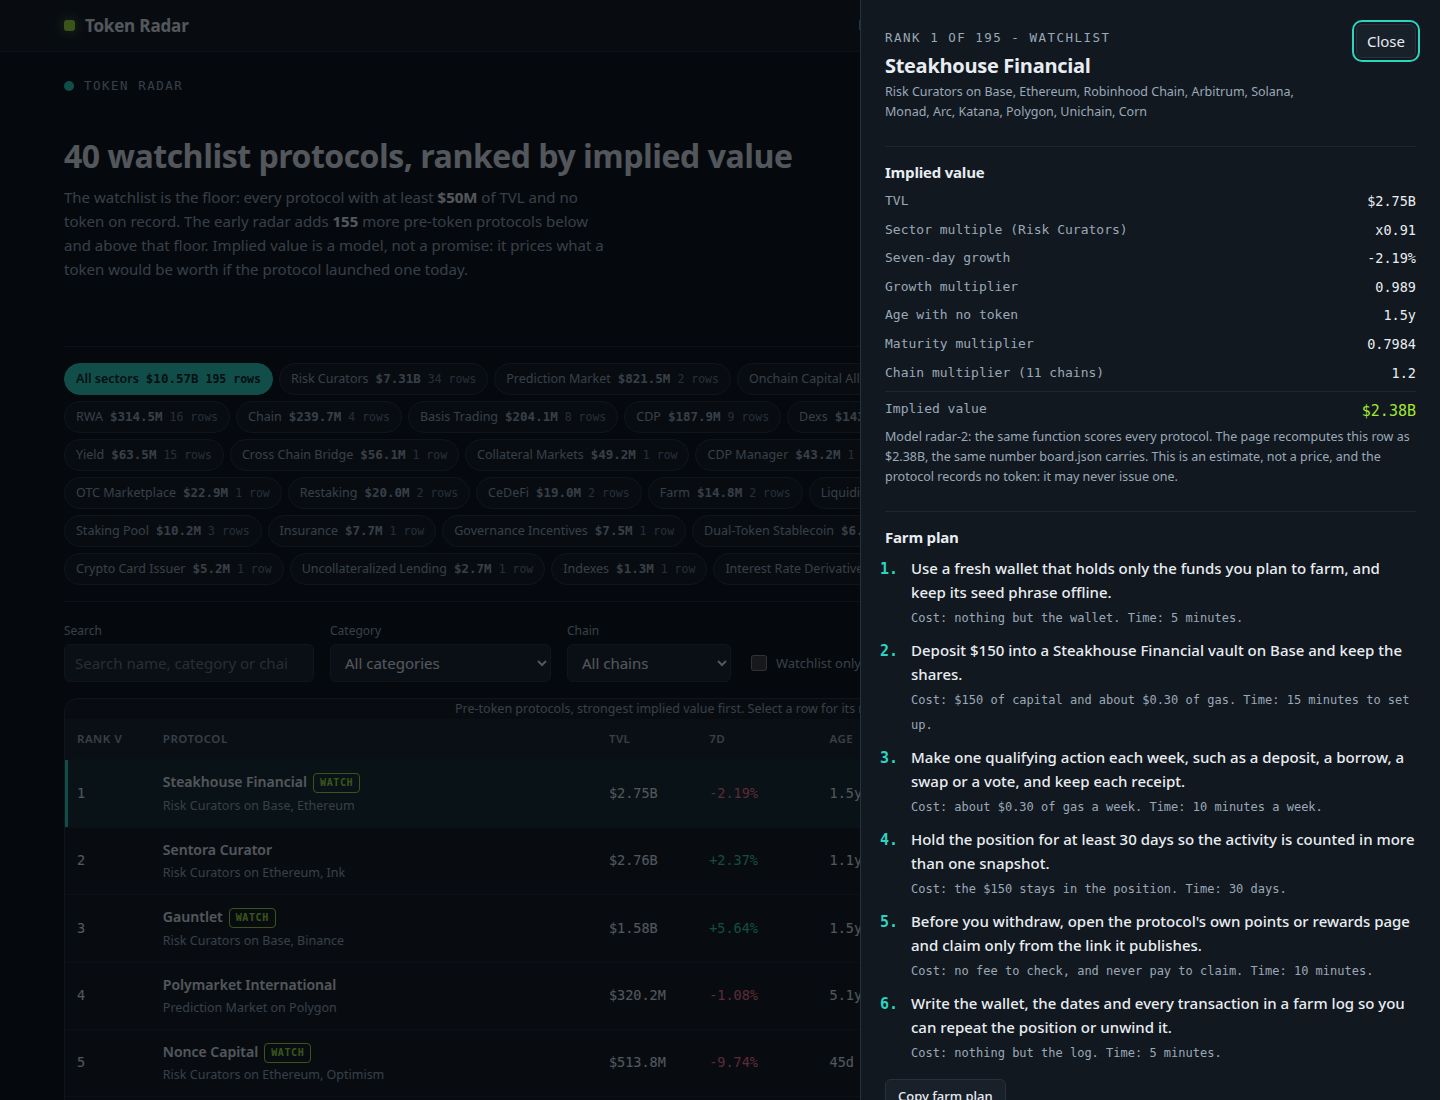 Token Radar
TOKEN RADAR
40 watchlist protocols, ranked by implied value
The watchlist is the floor: every protocol with at least $50M of TVL and no
token on record. The early radar adds 155 more pre-token protocols below
and above that floor. Implied value is a model, not a promise: it prices what a
token would be worth if the protocol launched one today.
All sectors $10.57B 195 rows Risk Curators $7.31B 34 rows Prediction Market $821.5M 2 rows Onchain Capital All
RWA $314.5M 16 rows Chain $239.7M 4 rows Basis Trading $204.1M 8 rows CDP $187.9M 9 rows Dexs
Yield $63.5M 15 rows Cross Chain Bridge $56.1M 1 row Collateral Markets $49.2M 1 row CDP Manager $43.2M 1
OTC Marketplace $22.9M 1 row Restaking $20.0M 2 rows CeDeFi $19.0M 2 rows Farm $14.8M 2 rows
Staking Pool $10.2M 3 rows Insurance $7.7M 1 row Governance Incentives $7.5M 1 row Dual-Token Stablecoin $6.
Crypto Card Issuer $5.2M 1 row Uncollateralized Lending $2.7M 1 row Indexes $1.3M 1 row Interest Rate Derivative
Search Category Chain
Search name, category or chai All categories All chains Watchlist only
Pre-token protocols, strongest implied value first. Select a row for its
RANK V PROTOCOL TVL 7D AGE
Steakhouse Financial WATCH
1 $2.75B -2.19% 1.5y
Risk Curators on Base, Ethereum
Sentora Curator
2 $2.76B +2.37% 1.1y
Risk Curators on Ethereum, Ink
Gauntlet WATCH
3 $1.58B +5.64% 1.5y
Risk Curators on Base, Binance
Polymarket International
4 $320.2M -1.08% 5.1y
Prediction Market on Polygon
Nonce Capital WATCH
5 $513.8M -9.74% 45d
Risk Curators on Ethereum, Optimism
RANK 1 OF 195 - WATCHLIST
Close
Steakhouse Financial
Risk Curators on Base, Ethereum, Robinhood Chain, Arbitrum, Solana,
Monad, Arc, Katana, Polygon, Unichain, Corn
Implied value
TVL $2.75B
Sector multiple (Risk Curators) x0.91
Seven-day growth -2.19%
Growth multiplier 0.989
Age with no token 1.5y
Maturity multiplier 0.7984
Chain multiplier (11 chains) 1.2
Implied value $2.38B
Model radar-2: the same function scores every protocol. The page recomputes this row as
$2.38B, the same number board.json carries. This is an estimate, not a price, and the
protocol records no token: it may never issue one.
Farm plan
1. Use a fresh wallet that holds only the funds you plan to farm, and
keep its seed phrase offline.
Cost: nothing but the wallet. Time: 5 minutes.
2. Deposit $150 into a Steakhouse Financial vault on Base and keep the
shares.
Cost: $150 of capital and about $0.30 of gas. Time: 15 minutes to set
up.
3. Make one qualifying action each week, such as a deposit, a borrow, a
swap or a vote, and keep each receipt.
Cost: about $0.30 of gas a week. Time: 10 minutes a week.
4. Hold the position for at least 30 days so the activity is counted in more
than one snapshot.
Cost: the $150 stays in the position. Time: 30 days.
5. Before you withdraw, open the protocol's own points or rewards page
and claim only from the link it publishes.
Cost: no fee to check, and never pay to claim. Time: 10 minutes.
6. Write the wallet, the dates and every transaction in a farm log so you
can repeat the position or unwind it.
Cost: nothing but the log. Time: 5 minutes.
Copy farm plan